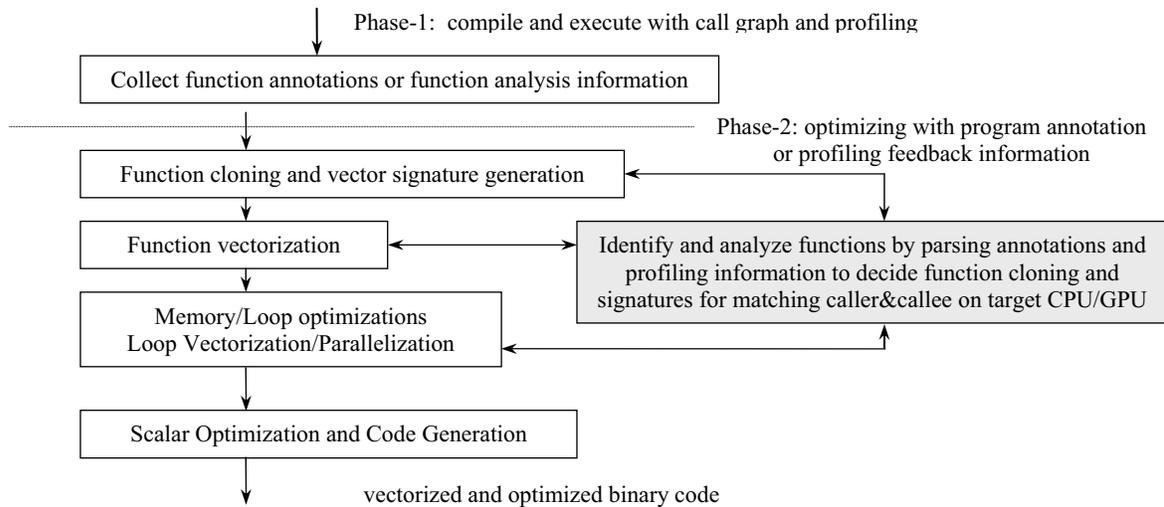 Phase-1: compile and execute with call graph and profiling
Collect function annotations or function analysis information
Phase-2: optimizing with program annotation
or profiling feedback information
Function cloning and vector signature generation
Function vectorization
Identify and analyze functions by parsing annotations and
profiling information to decide function cloning and
signatures for matching caller&callee on target CPU/GPU
Memory/Loop optimizations
Loop Vectorization/Parallelization
Scalar Optimization and Code Generation
vectorized and optimized binary code